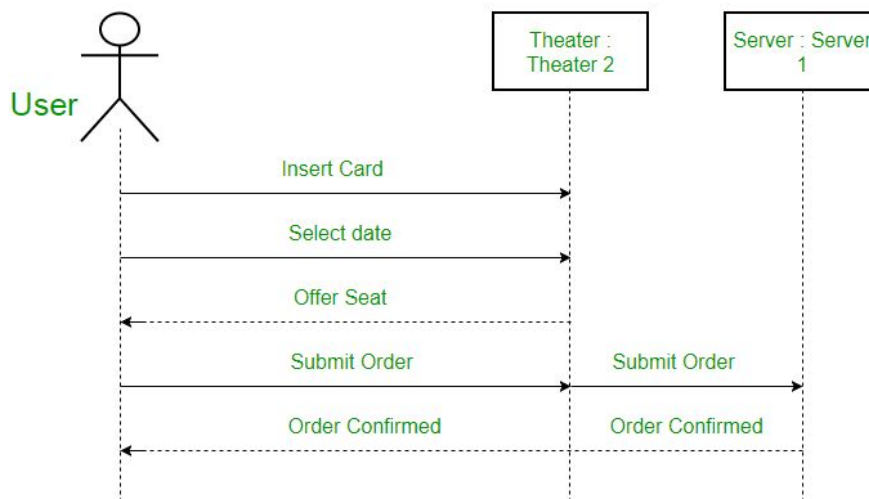 Theater :
Theater 2
Server : Server
1
User
Insert Card
Select date
Offer Seat
Submit Order
Submit Order
Order Confirmed
Order Confirmed